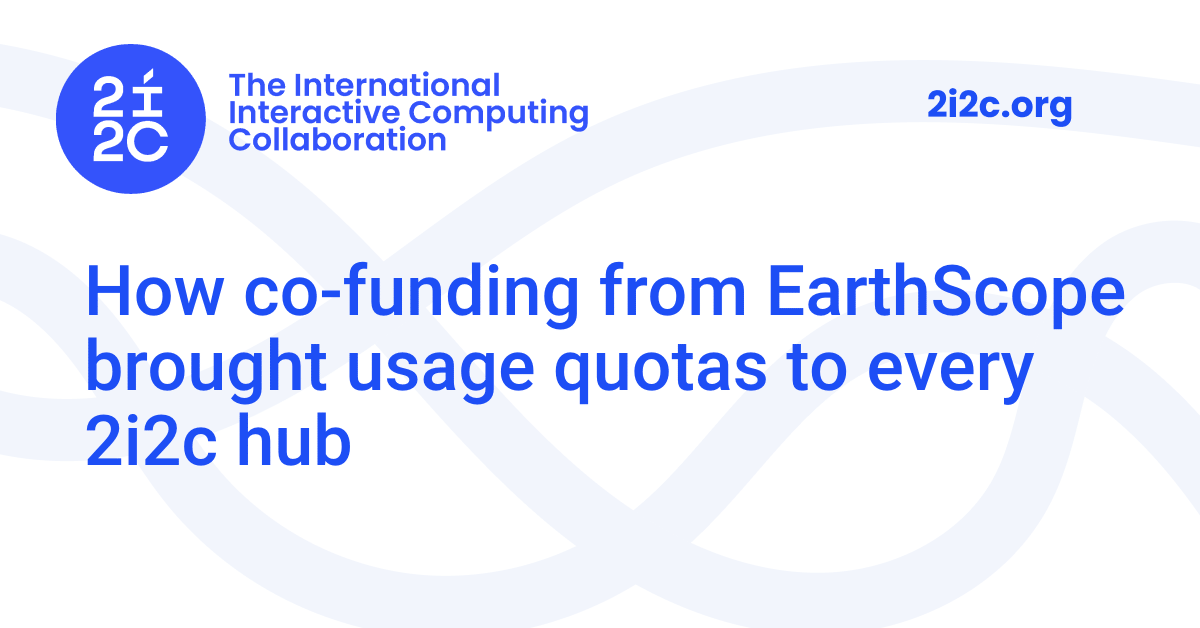 2í
2C
The International
Interactive Computing
Collaboration
2i2c.org
How co-funding from EarthScope
brought usage quotas to every
2i2c hub